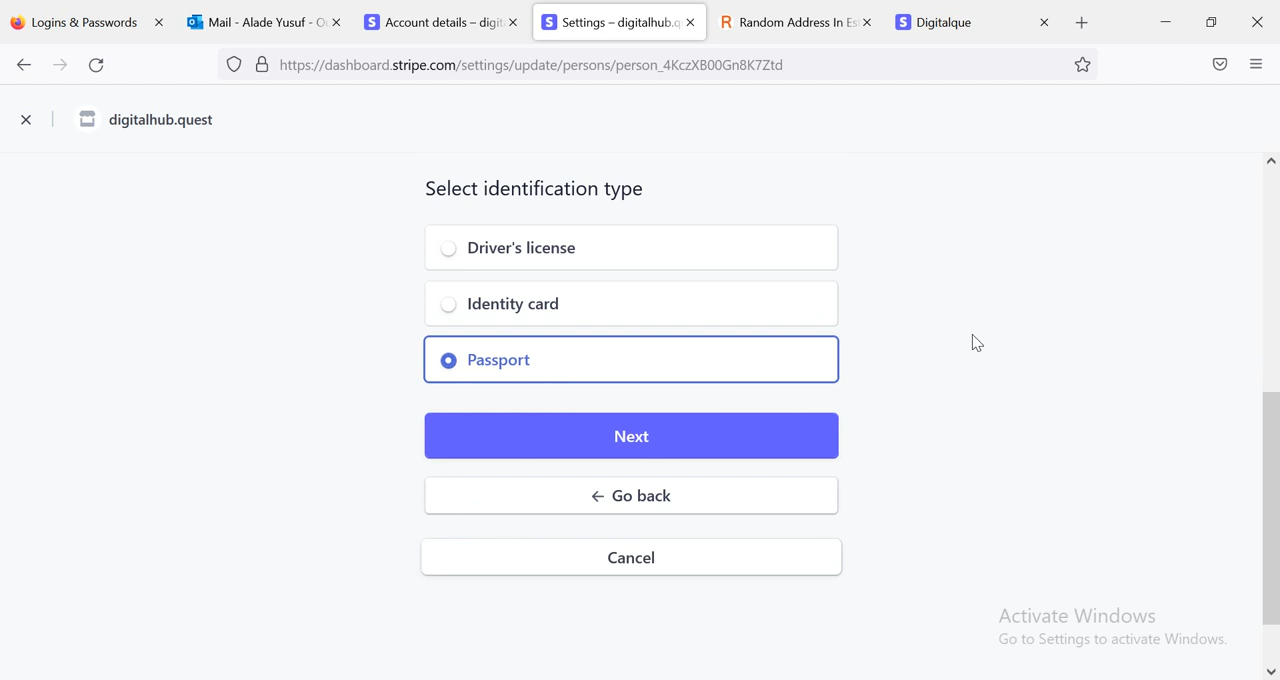 Logins & Passwords
Mail - Alade Yusuf - Ou
Account details – digit
Settings – digitalhub.q
Random Address In Est
Digitalque
https://dashboard.stripe.com/settings/update/persons/person_4KczXB00Gn8K7Ztd
digitalhub.quest
Select identification type
Driver's license
Identity card
Passport
Next
← Go back
Cancel
Activate Windows
Go to Settings to activate Windows.